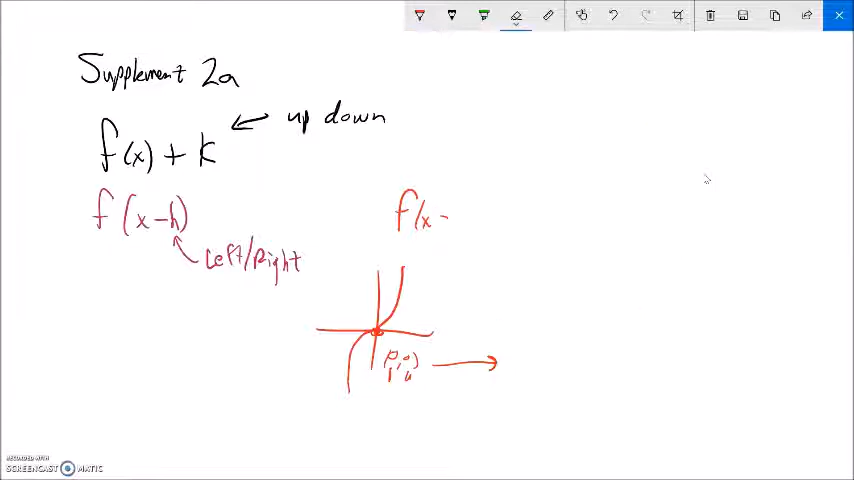 Supplement 2a
up down
f(x) + k
f(x-h)
f(x -
Left/Right
(0,0)
RECORDED WITH
SCREENCAST MATIC